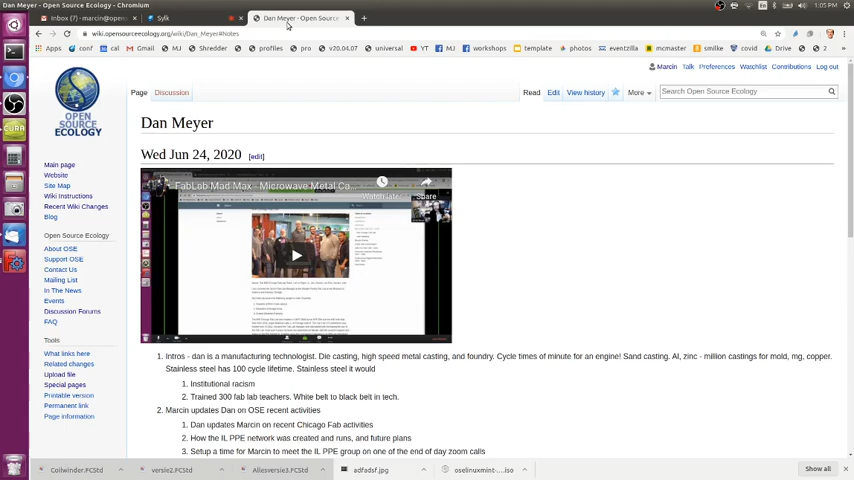 Dan Meyer - Open Source Ecology - Chromium
1:05 PM
Inbox (7) - marcin@open
Sylk
Dan Meyer - Open Source
wiki.opensourceecology.org/wiki/Dan_Meyer#Notes
Apps conf cal Gmail MJ Shredder profiles pro v20.04.07 universal YT MJ workshops template photos eventzilla mcmaster smilke covid Drive 2
Marcin Talk Preferences Watchlist Contributions Log out
Page Discussion Read Edit View history More Search Open Source Ecology
OPEN SOURCE
ECOLOGY
Dan Meyer
Wed Jun 24, 2020 [edit]
FabLab Mad Max - Microwave Metal Ca...
Watch later
Share
Main page
Website
Site Map
Wiki Instructions
Recent Wiki Changes
Blog
Open Source Ecology
About OSE
Support OSE
Contact Us
Mailing List
In the News
Events
Discussion Forums
FAQ
Tools
What links here
Related changes
Upload file
Special pages
Printable version
Permanent link
Page information
1. Intros - dan is a manufacturing technologist. Die casting, high speed metal casting, and foundry. Cycle times of minute for an engine! Sand casting. Al, zinc - million castings for mold, mg, copper.
Stainless steel has 100 cycle lifetime. Stainless steel it would
1. Institutional racism
2. Trained 300 fab lab teachers. White belt to black belt in tech.
2. Marcin updates Dan on OSE recent activities
1. Dan updates Marcin on recent Chicago Fab activities
2. How the IL PPE network was created and runs, and future plans
3. Setup a time for Marcin to meet the IL PPE group on one of the end of day zoom calls
Coilwinder.FCStd
versie2.FCStd
Allesversie3.FCStd
adfadsf.jpg
oselinuxmint-....iso
Show all